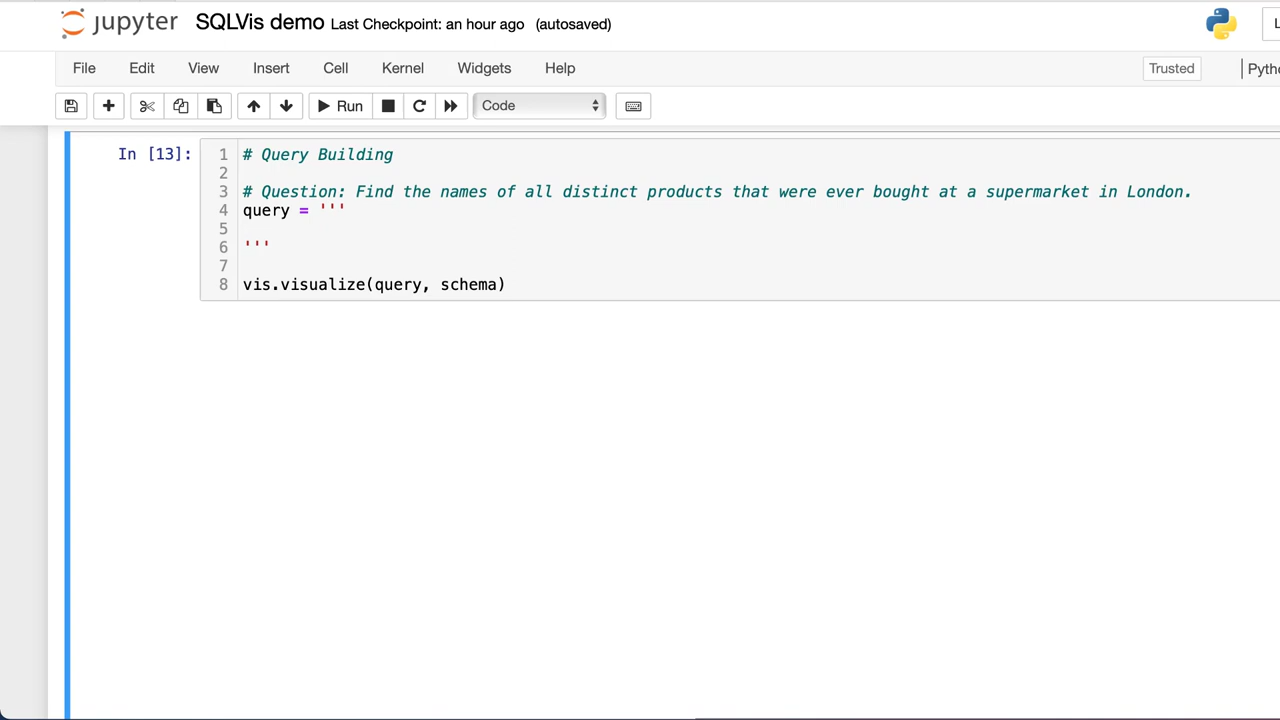 jupyter SQLVis demo Last Checkpoint: an hour ago (autosaved)
File Edit View Insert Cell Kernel Widgets Help Trusted
Run Code
In [13]:
1 # Query Building
2
3 # Question: Find the names of all distinct products that were ever bought at a supermarket in London.
4 query = '''
5
6 '''
7
8 vis.visualize(query, schema)